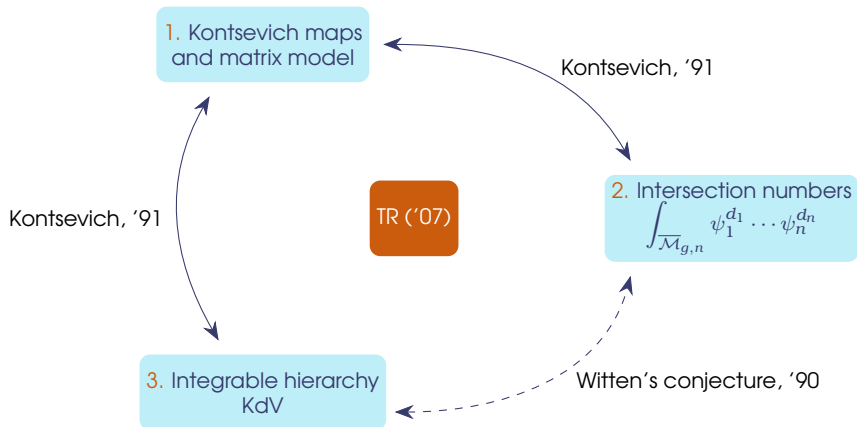 1. Kontsevich maps
and matrix model
Kontsevich, ’91
Kontsevich, ’91
TR (’07)
2. Intersection numbers
∫_{\overline{M}_{g,n}} ψ_1^{d_1} ⋯ ψ_n^{d_n}
3. Integrable hierarchy
KdV
Witten’s conjecture, ’90